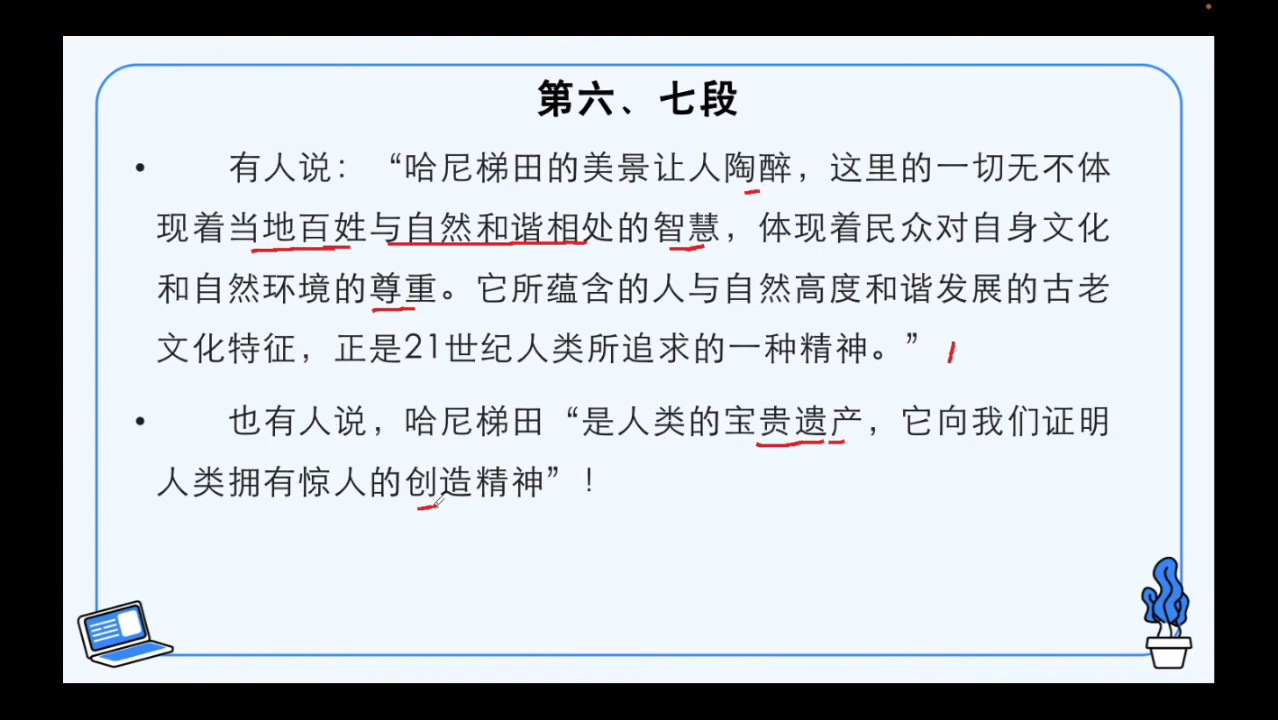 第六、七段
• 有人说：“哈尼梯田的美景让人陶醉，这里的一切无不体
现着当地百姓与自然和谐相处的智慧，体现着民众对自身文化
和自然环境的尊重。它所蕴含的人与自然高度和谐发展的古老
文化特征，正是21世纪人类所追求的一种精神。”
• 也有人说，哈尼梯田“是人类的宝贵遗产，它向我们证明
人类拥有惊人的创造精神”！